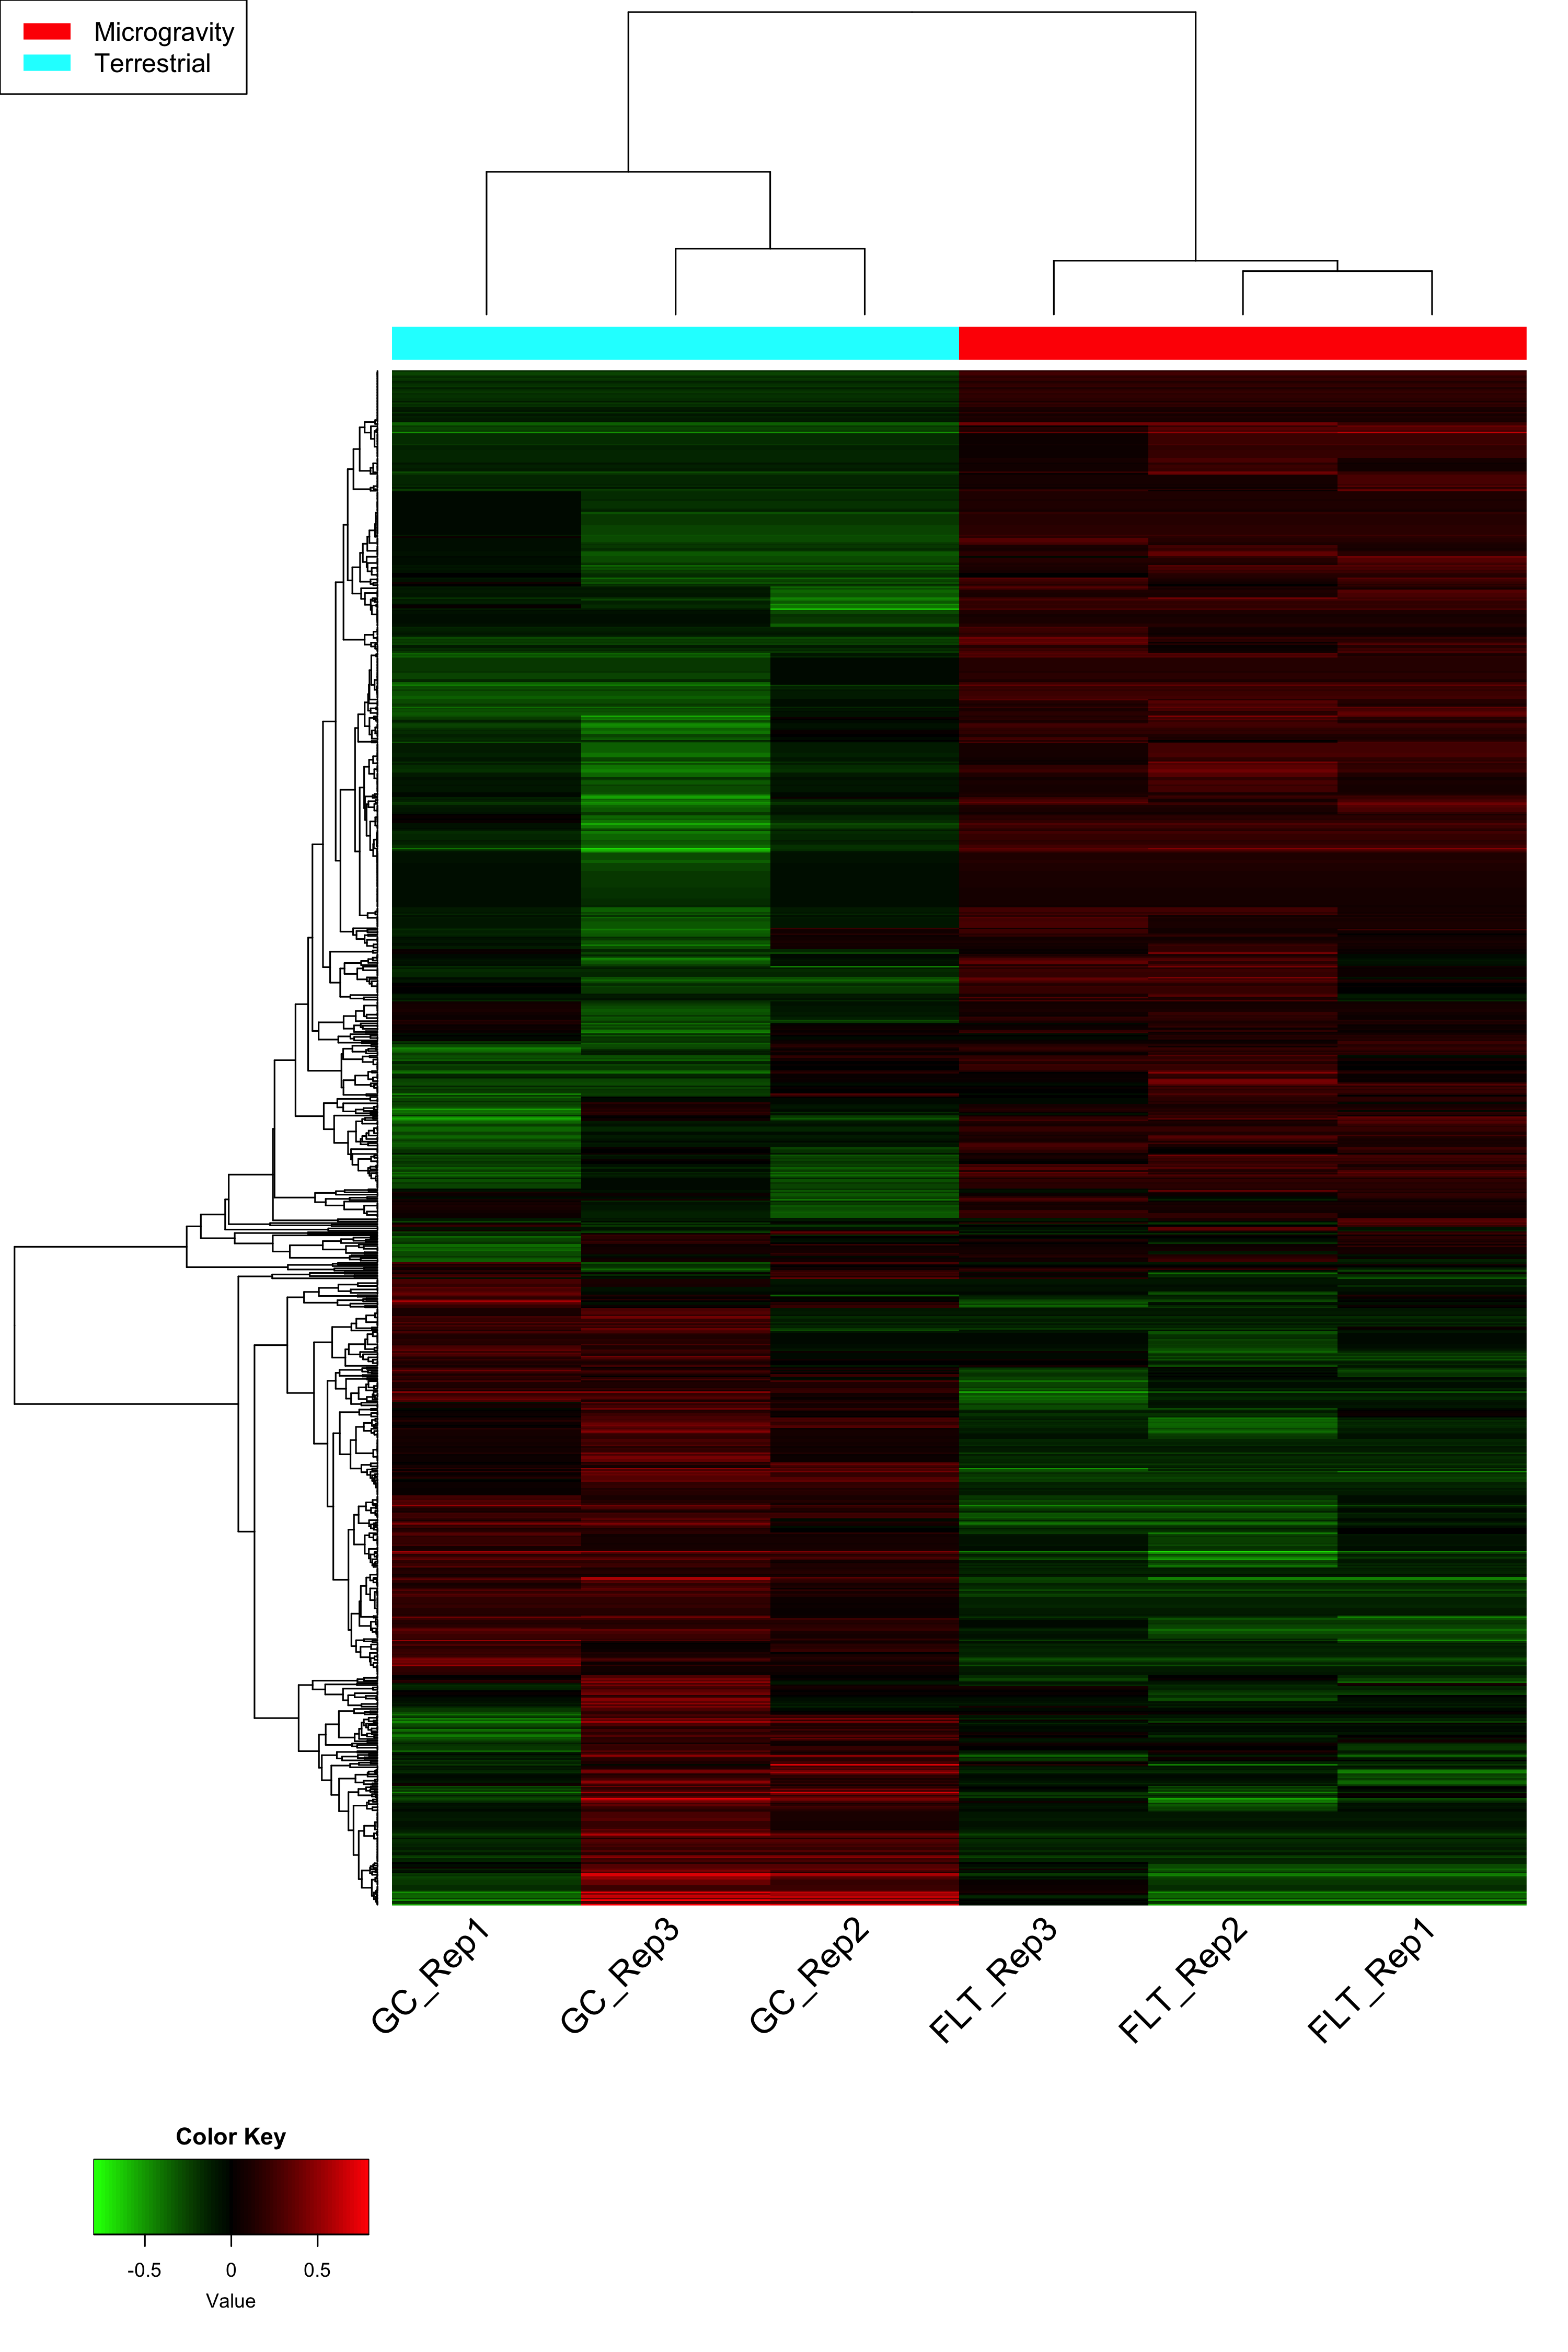 Microgravity
Terrestrial
GC_Rep1
GC_Rep3
GC_Rep2
FLT_Rep3
FLT_Rep2
FLT_Rep1
Color Key
-0.5 0 0.5
Value